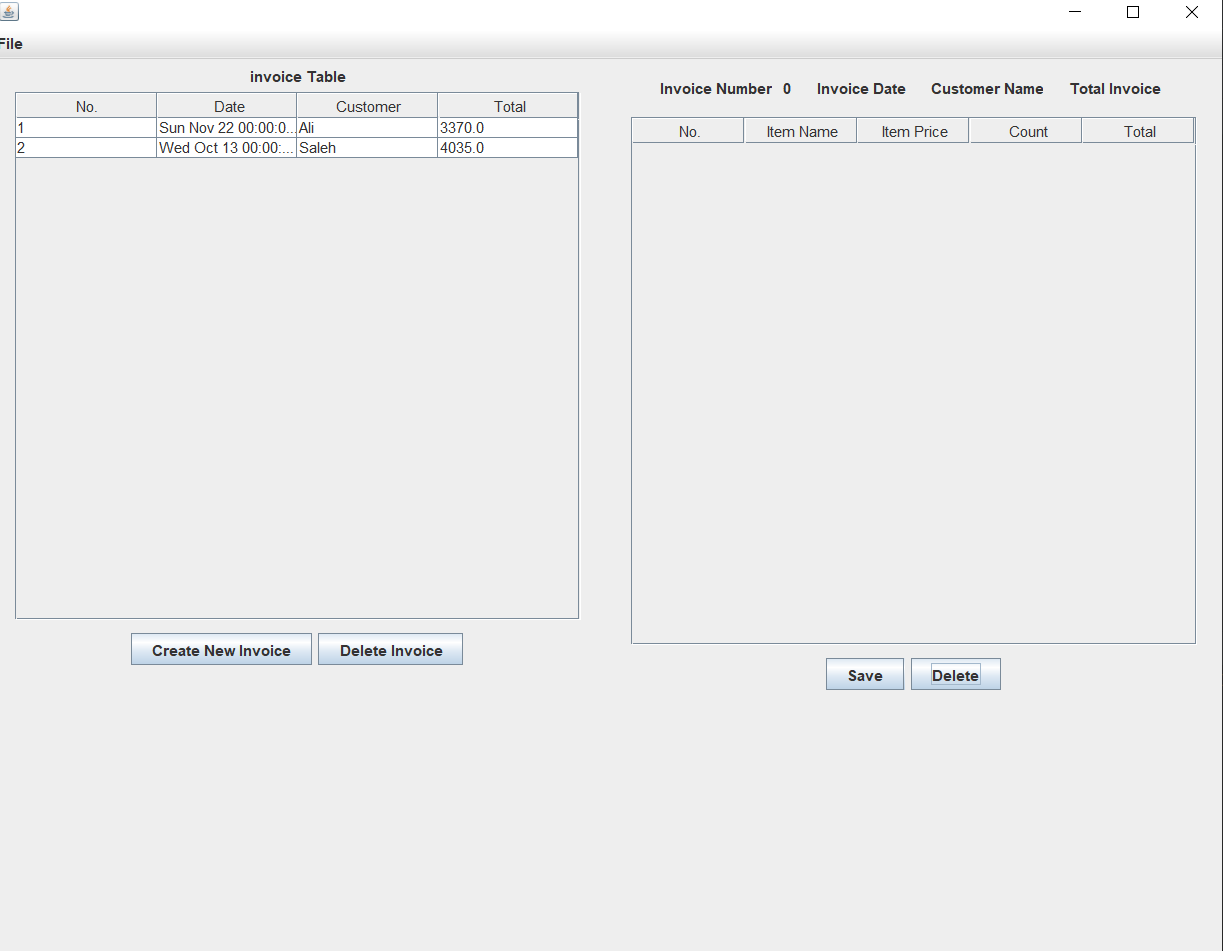 File
invoice Table
No. Date Customer Total
1 Sun Nov 22 00:00:0... Ali 3370.0
2 Wed Oct 13 00:00:... Saleh 4035.0
Create New Invoice Delete Invoice
Invoice Number 0 Invoice Date Customer Name Total Invoice
No. Item Name Item Price Count Total
Save Delete